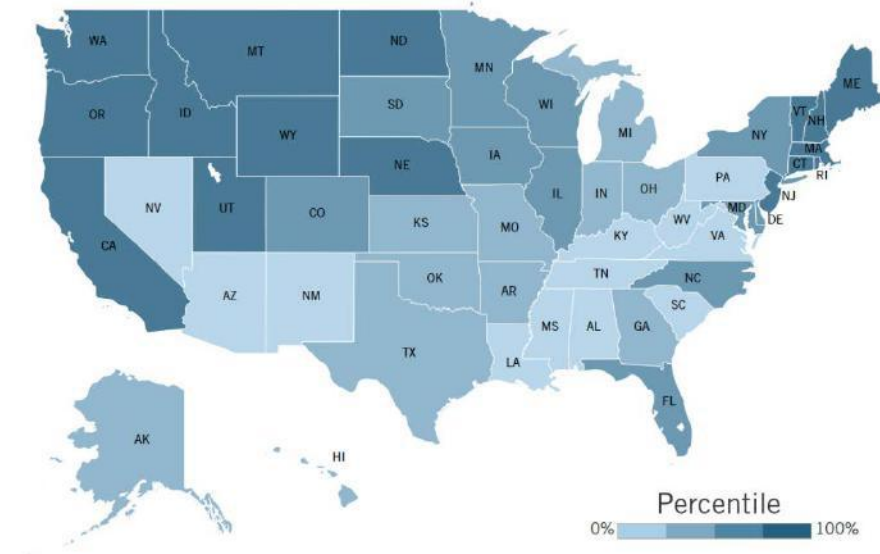 WA
MT
ND
MN
ME
VT
NH
OR
ID
SD
WI
NY
MA
WY
MI
CT
RI
IA
NE
PA
NJ
NV
UT
CO
IL
IN
OH
MD
DE
KS
MO
WV
VA
CA
KY
OK
TN
NC
AZ
NM
AR
SC
MS
AL
GA
TX
LA
FL
AK
HI
Percentile
0% 100%